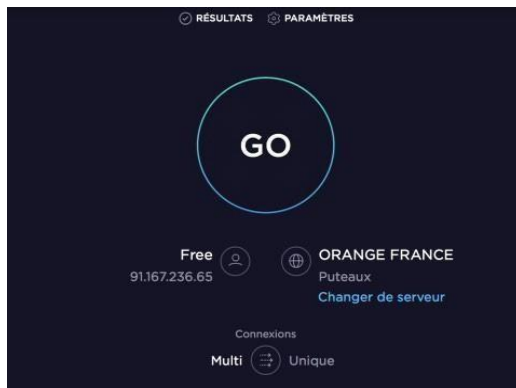 RÉSULTATS PARAMÈTRES
GO
Free ORANGE FRANCE
91.167.236.65 Puteaux
Changer de serveur
Connexions
Multi Unique